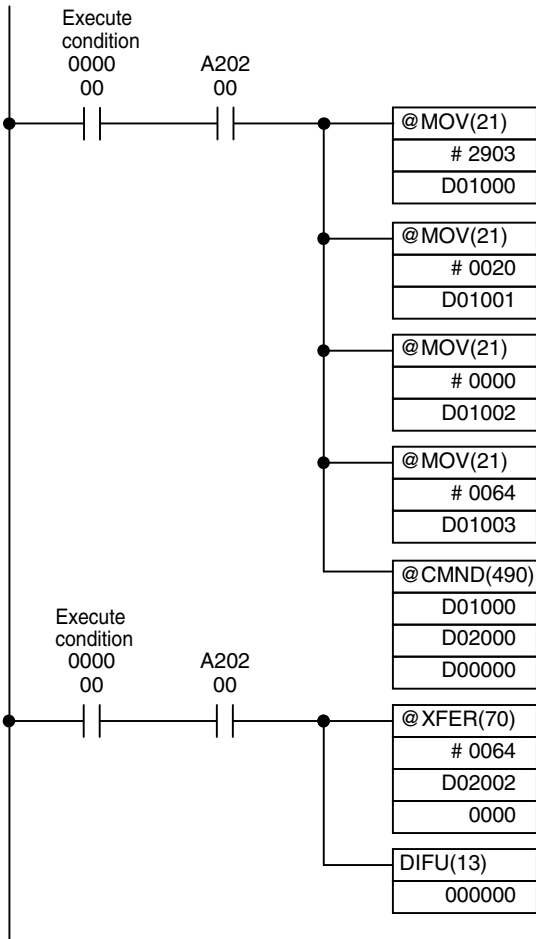 Execute
condition
0000
00
A202
00
@MOV(21)
# 2903
D01000
@MOV(21)
# 0020
D01001
@MOV(21)
# 0000
D01002
@MOV(21)
# 0064
D01003
@CMND(490)
D01000
D02000
D00000
Execute
condition
0000
00
A202
00
@XFER(70)
# 0064
D02002
0000
DIFU(13)
000000